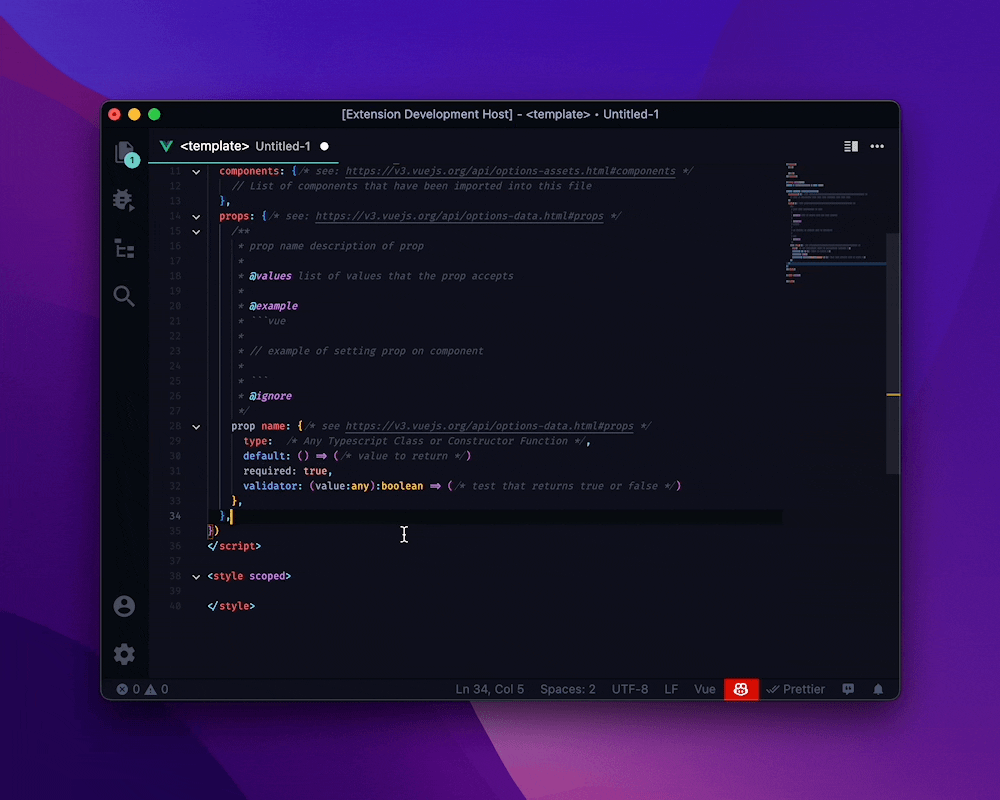 [Extension Development Host] - <template> • Untitled-1
1
<template> Untitled-1
11 components: {/* see: https://v3.vuejs.org/api/options-assets.html#components */
12 // List of components that have been imported into this file
13 },
14 props: {/* see: https://v3.vuejs.org/api/options-data.html#props */
15 /**
16 * prop name description of prop
17 *
18 * @values list of values that the prop accepts
19 *
20 * @example
21 * ```vue
22 *
23 * // example of setting prop on component
24 *
25 * ```
26 * @ignore
27 */
28 prop name: {/* see https://v3.vuejs.org/api/options-data.html#props */
29 type: /* Any Typescript Class or Constructor Function */,
30 default: () => (/* value to return */)
31 required: true,
32 validator: (value:any):boolean => (/* test that returns true or false */)
33 },
34 },
35 })
36 </script>
37
38 <style scoped>
39
40 </style>
0 0 Ln 34, Col 5 Spaces: 2 UTF-8 LF Vue Prettier